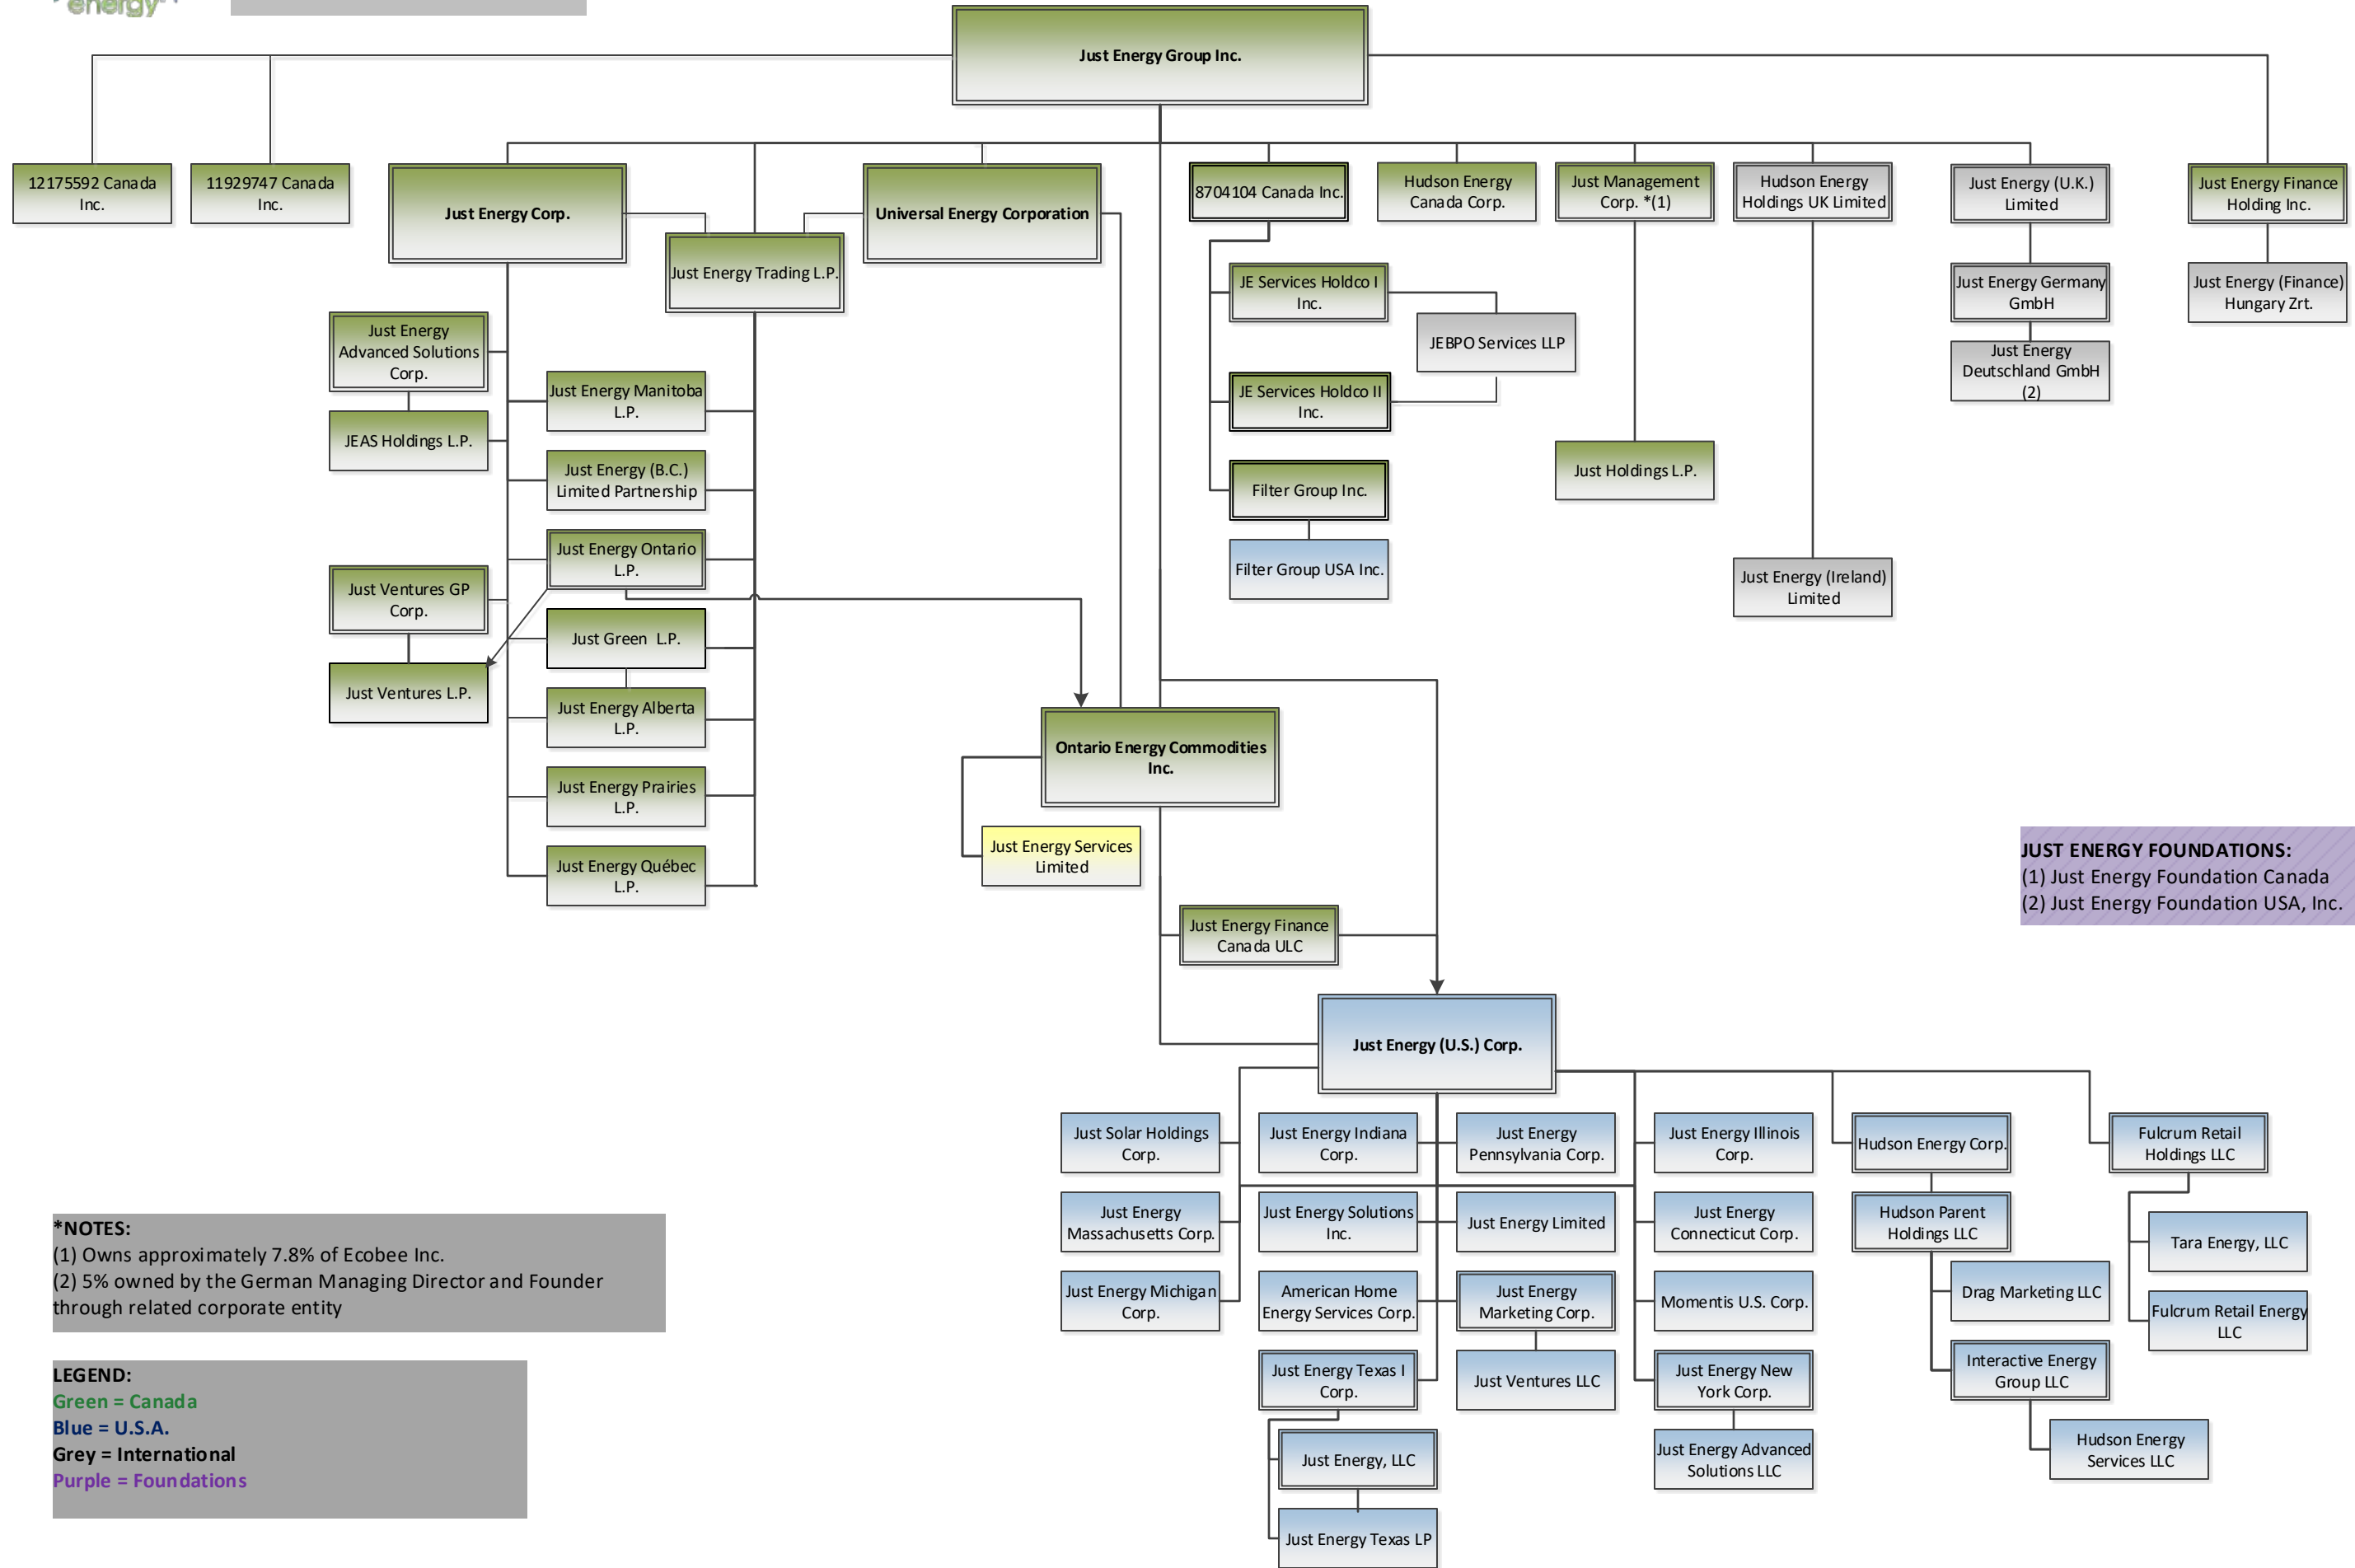 energy
Just Energy Group Inc.
12175592 Canada
Inc.
11929747 Canada
Inc.
Just Energy Corp.
Universal Energy Corporation
Just Energy Trading L.P.
8704104 Canada Inc.
Hudson Energy
Canada Corp.
Just Management
Corp. *(1)
Hudson Energy
Holdings UK Limited
Just Energy (U.K.)
Limited
Just Energy Finance
Holding Inc.
JE Services Holdco I
Inc.
JEBPO Services LLP
JE Services Holdco II
Inc.
Filter Group Inc.
Filter Group USA Inc.
Just Holdings L.P.
Just Energy (Ireland)
Limited
Just Energy Germany
GmbH
Just Energy
Deutschland GmbH
(2)
Just Energy (Finance)
Hungary Zrt.
Just Energy
Advanced Solutions
Corp.
JEAS Holdings L.P.
Just Energy Manitoba
L.P.
Just Energy (B.C.)
Limited Partnership
Just Energy Ontario
L.P.
Just Ventures GP
Corp.
Just Green L.P.
Just Ventures L.P.
Just Energy Alberta
L.P.
Just Energy Prairies
L.P.
Just Energy Québec
L.P.
Ontario Energy Commodities
Inc.
Just Energy Services
Limited
Just Energy Finance
Canada ULC
JUST ENERGY FOUNDATIONS:
(1) Just Energy Foundation Canada
(2) Just Energy Foundation USA, Inc.
Just Energy (U.S.) Corp.
Just Solar Holdings
Corp.
Just Energy Indiana
Corp.
Just Energy
Pennsylvania Corp.
Just Energy Illinois
Corp.
Hudson Energy Corp.
Fulcrum Retail
Holdings LLC
Just Energy
Massachusetts Corp.
Just Energy Solutions
Inc.
Just Energy Limited
Just Energy
Connecticut Corp.
Hudson Parent
Holdings LLC
Tara Energy, LLC
Just Energy Michigan
Corp.
American Home
Energy Services Corp.
Just Energy
Marketing Corp.
Momentis U.S. Corp.
Drag Marketing LLC
Fulcrum Retail Energy
LLC
Just Energy Texas I
Corp.
Just Ventures LLC
Just Energy New
York Corp.
Interactive Energy
Group LLC
Just Energy, LLC
Just Energy Advanced
Solutions LLC
Hudson Energy
Services LLC
Just Energy Texas LP
*NOTES:
(1) Owns approximately 7.8% of Ecobee Inc.
(2) 5% owned by the German Managing Director and Founder
through related corporate entity
LEGEND:
Green = Canada
Blue = U.S.A.
Grey = International
Purple = Foundations